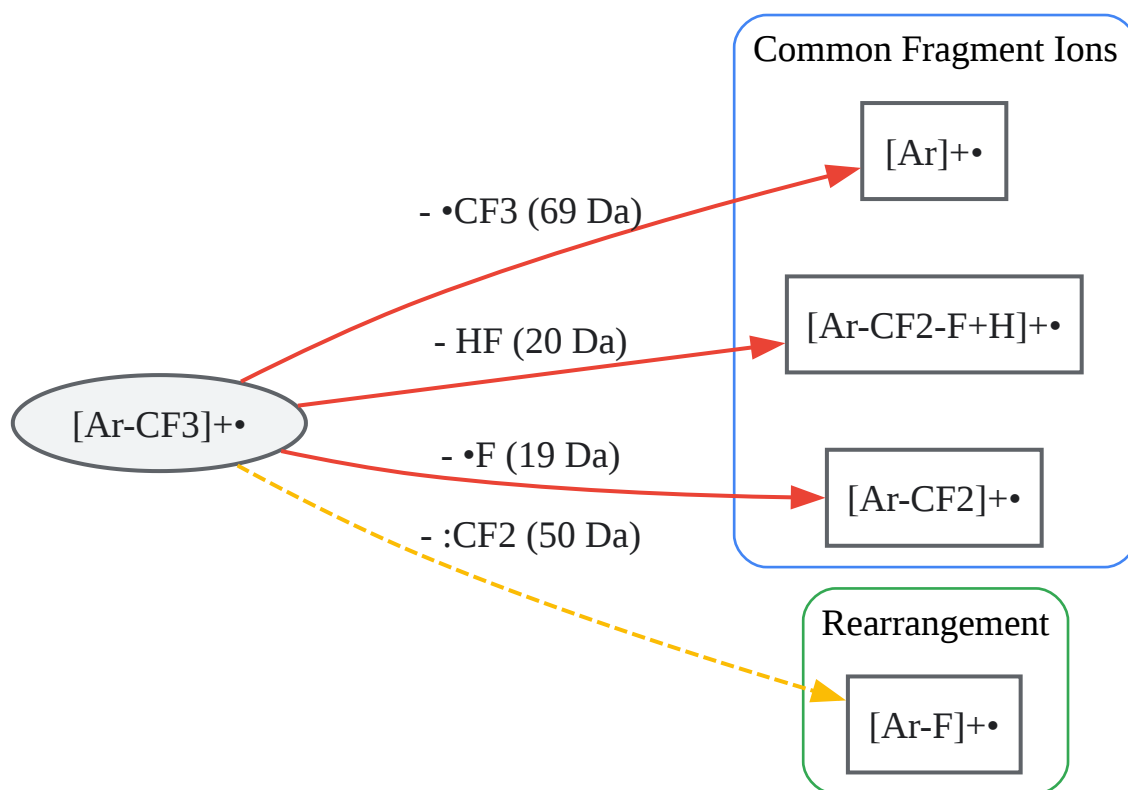 Common Fragment Ions
[Ar]+•
- •CF3 (69 Da)
[Ar-CF2-F+H]+•
- HF (20 Da)
[Ar-CF3]+•
- •F (19 Da)
[Ar-CF2]+•
- :CF2 (50 Da)
Rearrangement
[Ar-F]+•